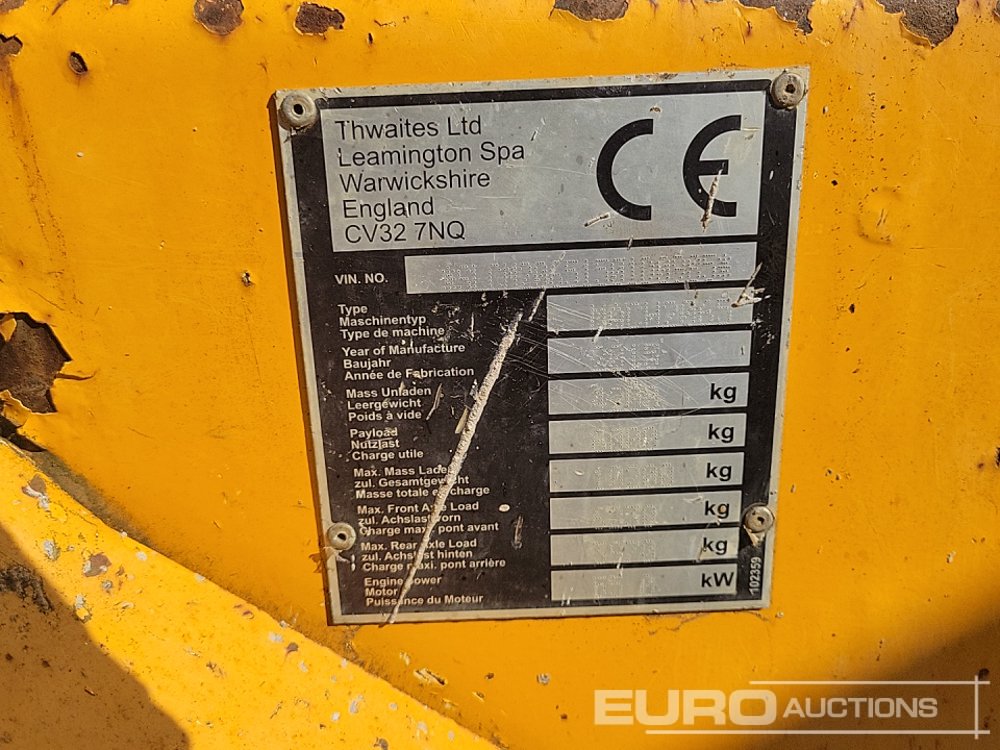 Thwaites Ltd
Leamington Spa
Warwickshire
England
CV32 7NQ
CE
VIN. NO.
Type
Maschinentyp
Type de machine
Year of Manufacture
Baujahr
Année de Fabrication
Mass Unladen
Leergewicht
Poids à vide
kg
Payload
Nutzlast
Charge utile
kg
Max. Mass Laden
zul. Gesamtgewicht
Masse totale en charge
kg
Max. Front Axle Load
zul. Achslast vorn
Charge maxi. pont avant
kg
Max. Rear Axle Load
zul. Achslast hinten
Charge maxi. pont arrière
kg
Engine power
Motor
Puissance du Moteur
kW
102359
EURO AUCTIONS